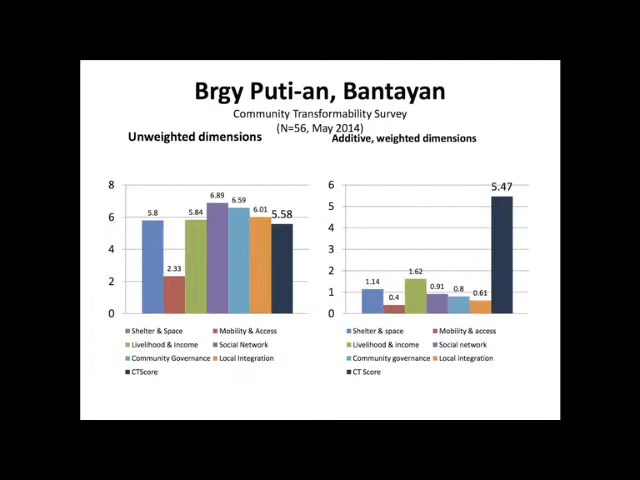 Brgy Puti-an, Bantayan
Community Transformability Survey
(N=56, May 2014)
Unweighted dimensions
8
6
4
2
0
5.8
2.33
5.84
6.89
6.59
6.01
5.58
Shelter & Space
Mobility & Access
Livelihood & Income
Social Network
Community Governance
Local Integration
CTScore
Additive, weighted dimensions
6
5
4
3
2
1
0
1.14
0.4
1.62
0.91
0.8
0.61
5.47
Shelter & space
Mobility & access
Livelihood & income
Social network
Community governance
Local integration
CT Score